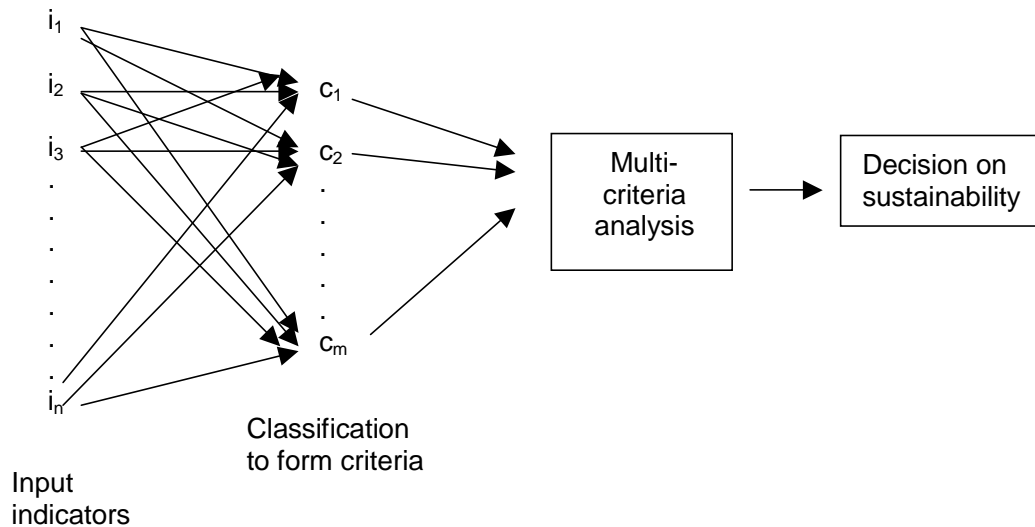 i1
i2
i3
.
.
.
.
.
.
in
Input
indicators
c1
c2
.
.
.
.
.
cm
Classification
to form criteria
Multi-
criteria
analysis
Decision on
sustainability